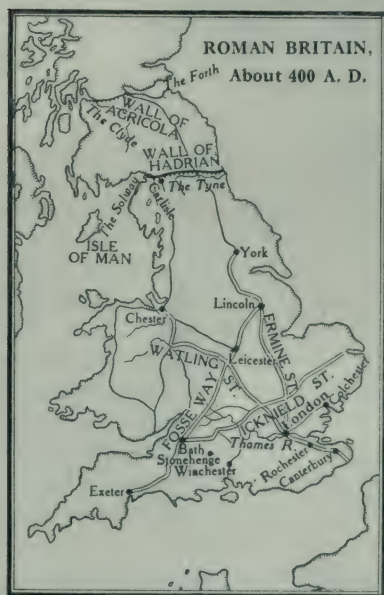 ROMAN BRITAIN,
About 400 A. D.
The Forth
WALL OF
AGRICOLA
The Clyde
WALL OF
HADRIAN
The Tyne
The Solway
Carlisle
ISLE
OF MAN
York
Lincoln
Chester
ERMINE ST.
WATLING ST.
Leicester
FOSSE WAY
ICKNIELD ST.
Colchester
London
Bath
Thames R.
Stonehenge
Winchester
Rochester
Canterbury
Exeter